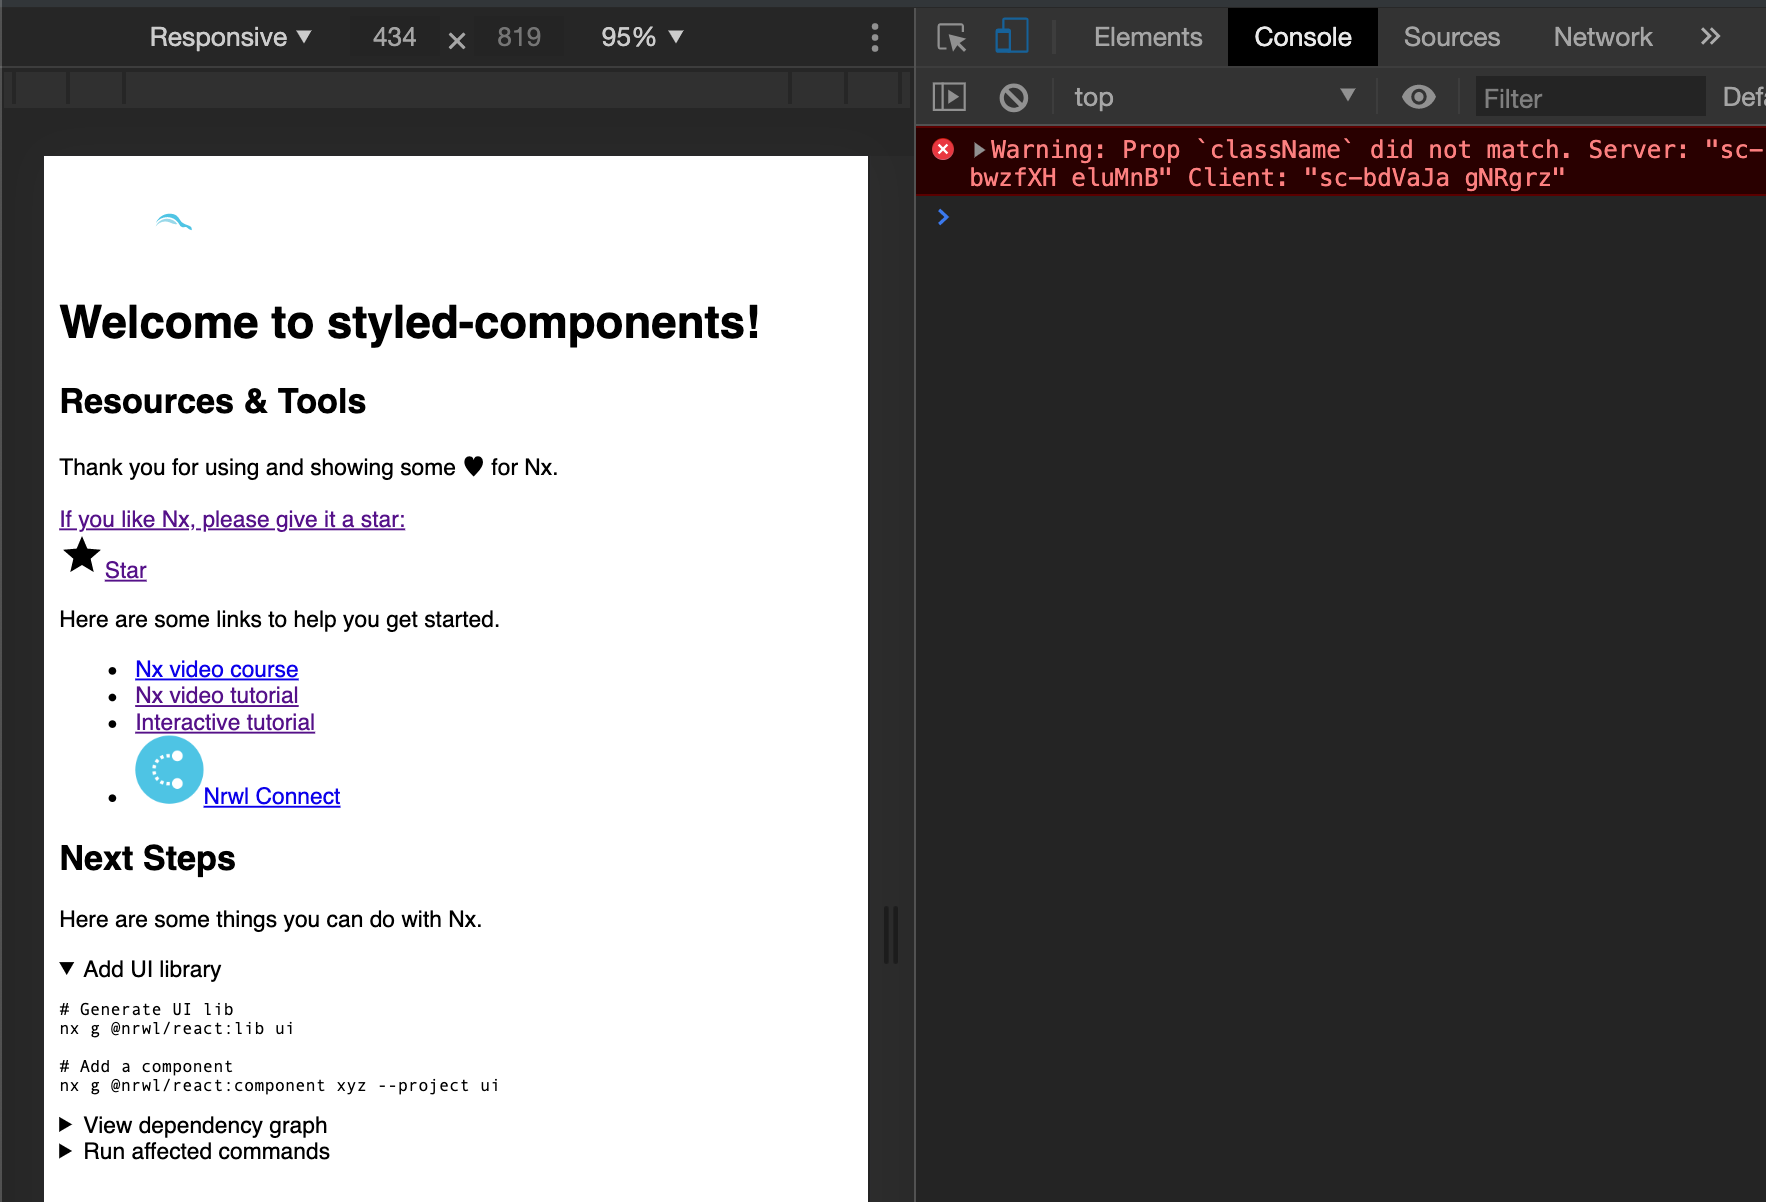 Responsive ▼ 434 × 819 95% ▼
Elements Console Sources Network »
top ▼ Filter Defa
Warning: Prop `className` did not match. Server: "sc-
bwzfXH eluMnB" Client: "sc-bdVaJa gNRgrz"
Welcome to styled-components!
Resources & Tools
Thank you for using and showing some ♥ for Nx.
If you like Nx, please give it a star:
Star
Here are some links to help you get started.
• Nx video course
• Nx video tutorial
• Interactive tutorial
• Nrwl Connect
Next Steps
Here are some things you can do with Nx.
▼ Add UI library
# Generate UI lib
nx g @nrwl/react:lib ui
# Add a component
nx g @nrwl/react:component xyz --project ui
▶ View dependency graph
▶ Run affected commands